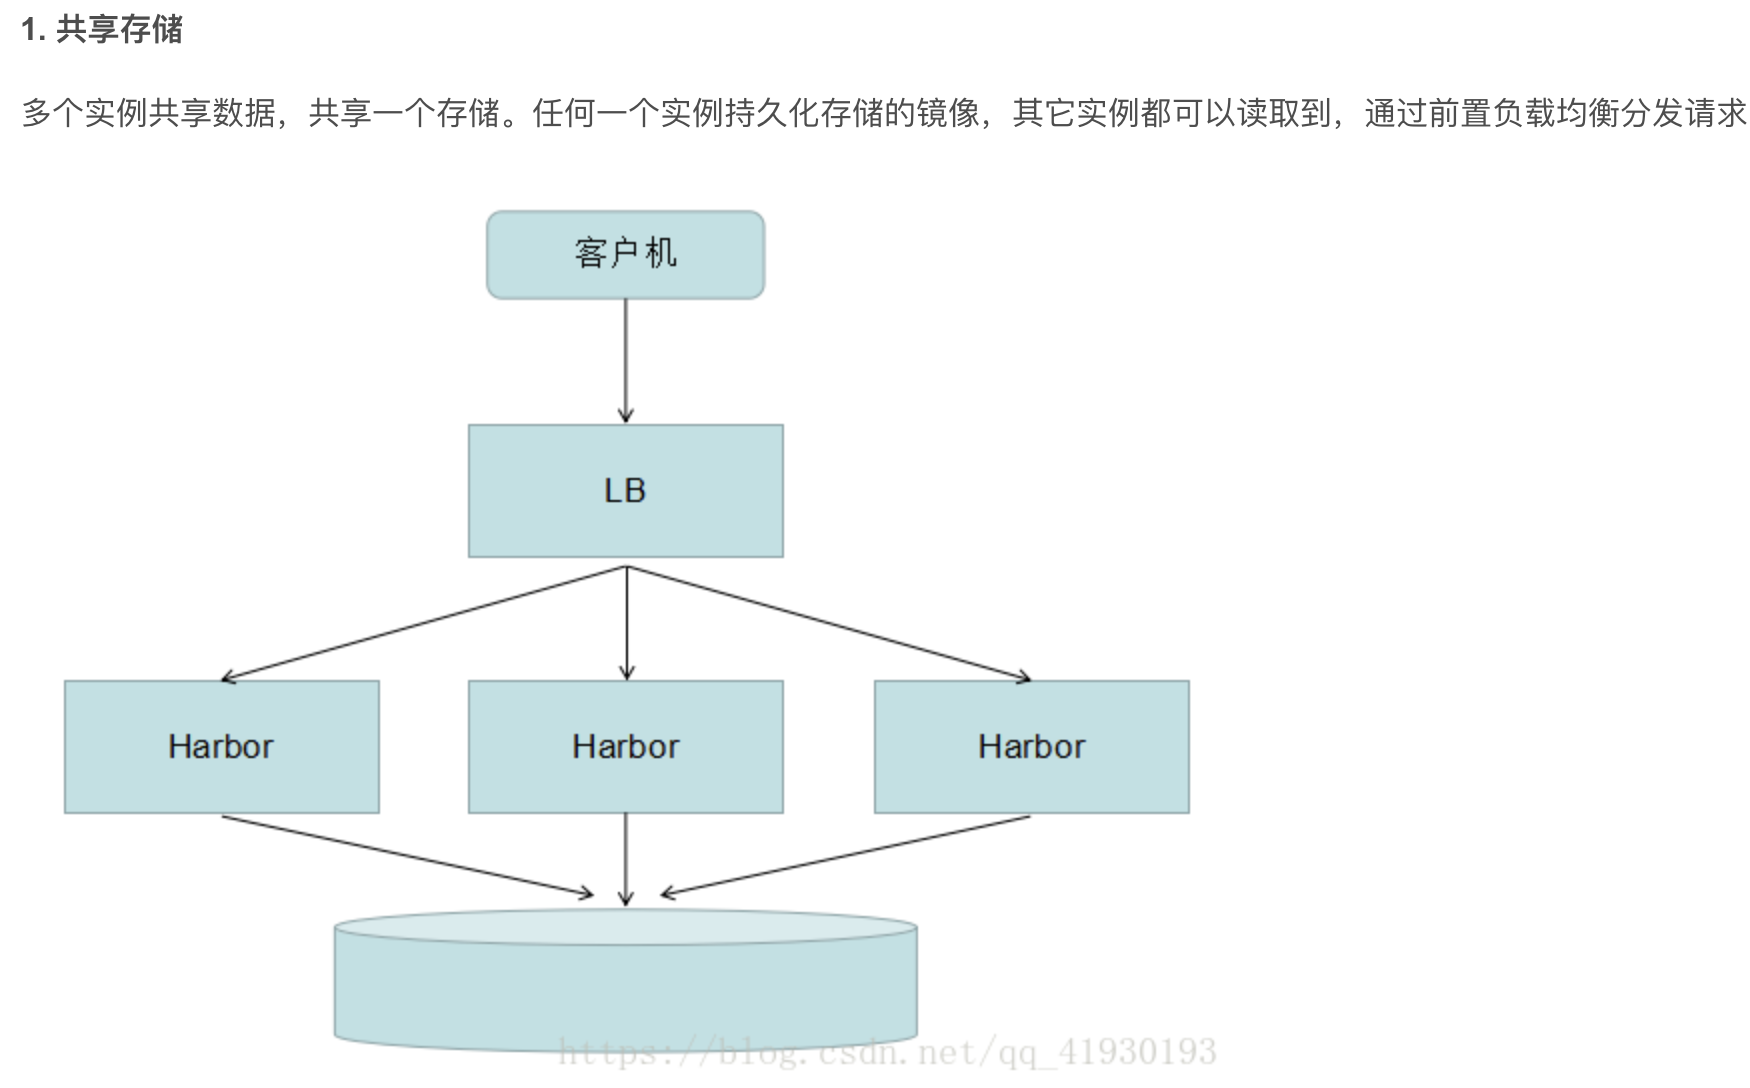 1. 共享存储
多个实例共享数据，共享一个存储。任何一个实例持久化存储的镜像，其它实例都可以读取到，通过前置负载均衡分发请求
客户机
LB
Harbor
Harbor
Harbor
https://blog.csdn.net/qq_41930193